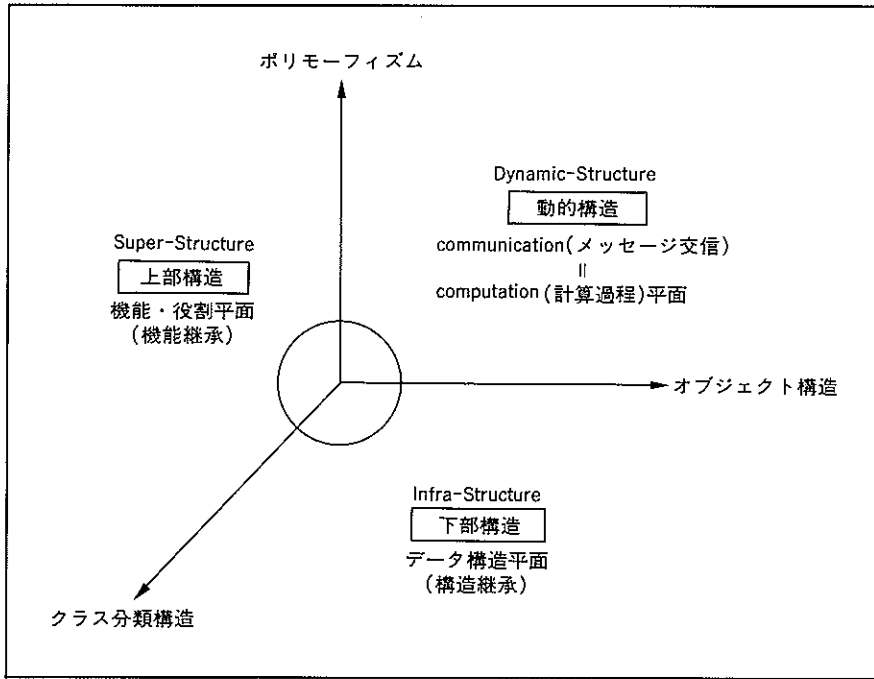 ポリモーフィズム
Dynamic-Structure
動的構造
communication(メッセージ交信)
॥
computation(計算過程)平面
Super-Structure
上部構造
機能・役割平面
(機能継承)
オブジェクト構造
Infra-Structure
下部構造
データ構造平面
(構造継承)
クラス分類構造